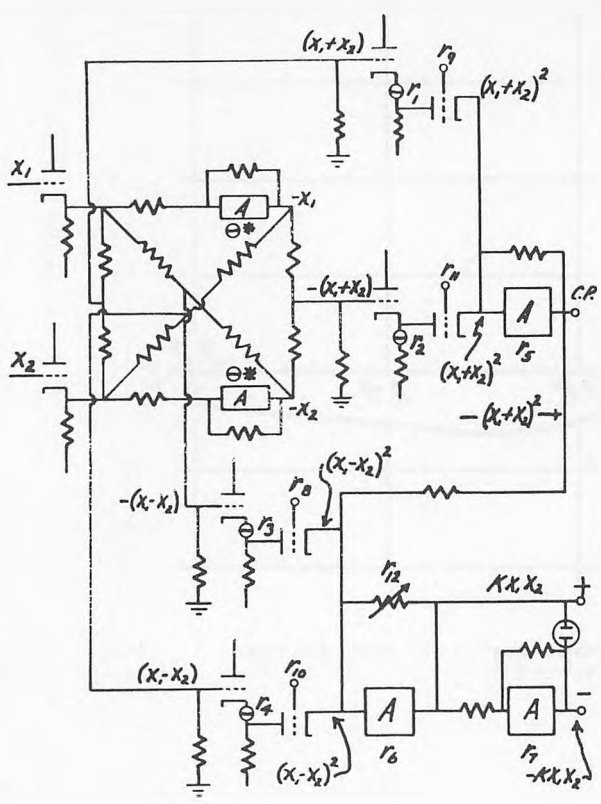 (X₁+X₂)
r₁
r₉
(X₁+X₂)²
X₁
A
⊖*
-X₁
-(X₁+X₂)
r₂
r₁₁
(X₁+X₂)²
A
r₅
C.P.
X₂
⊖*
A
-X₂
-(X₁+X₂)²→
-(X₁-X₂)
r₃
r₈
(X₁-X₂)²
r₁₂
KX₁X₂
+
(X₁-X₂)
r₄
r₁₀
(X₁-X₂)²
A
r₆
A
r₇
−
-KX₁X₂